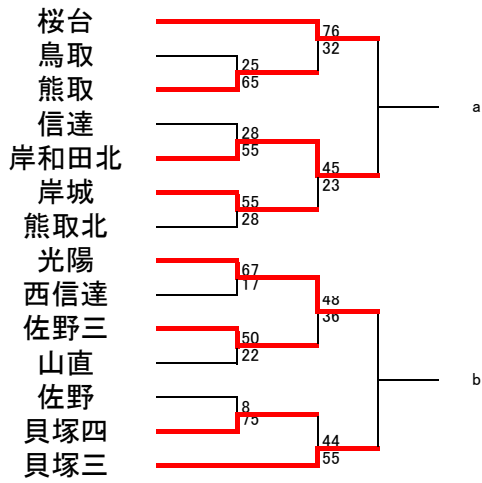 桜台
76
32
鳥取
25
65
熊取
a
信達
28
55
岸和田北
45
23
岸城
55
28
熊取北
光陽
67
17
西信達
48
36
佐野三
50
22
山直
b
佐野
8
75
貝塚四
44
55
貝塚三